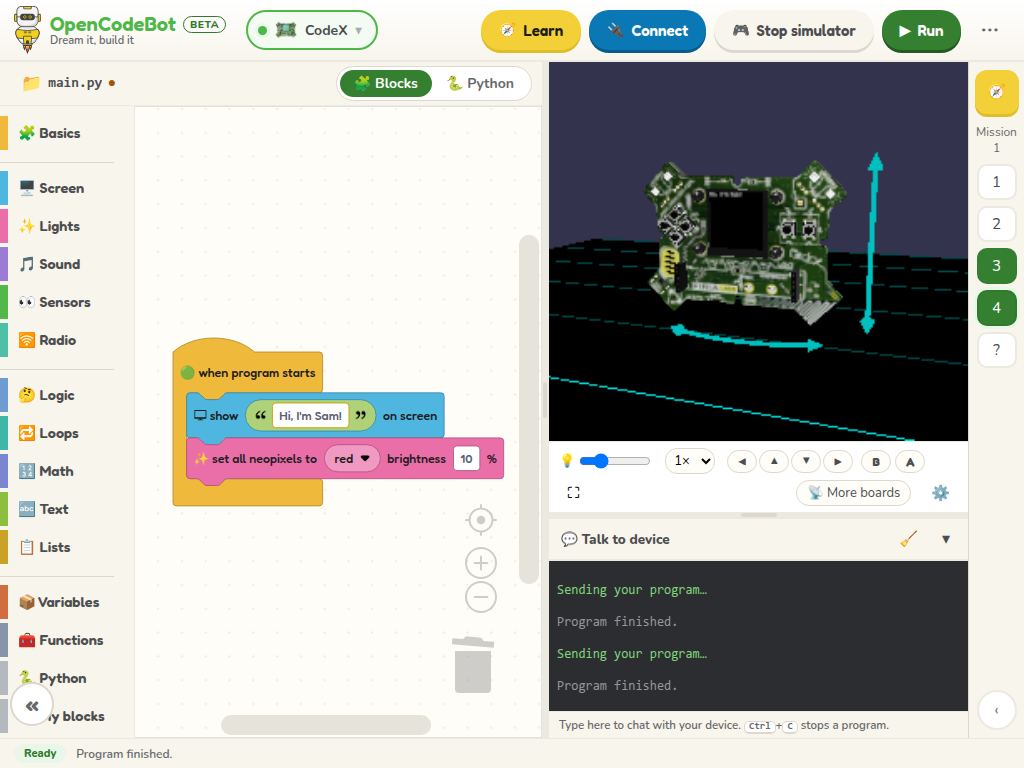 OpenCodeBot BETA
Dream it, build it
CodeX
Learn
Connect
Stop simulator
Run
main.py
Blocks
Python
Basics
Screen
Lights
Sound
Sensors
Radio
Logic
Loops
Math
Text
Lists
Variables
Functions
Python
y blocks
when program starts
show “ Hi, I'm Sam! ” on screen
set all neopixels to red brightness 10 %
1×
B
A
More boards
Talk to device
Sending your program…
Program finished.
Sending your program…
Program finished.
Type here to chat with your device. Ctrl+C stops a program.
Mission
1
1
2
3
4
?
Ready Program finished.